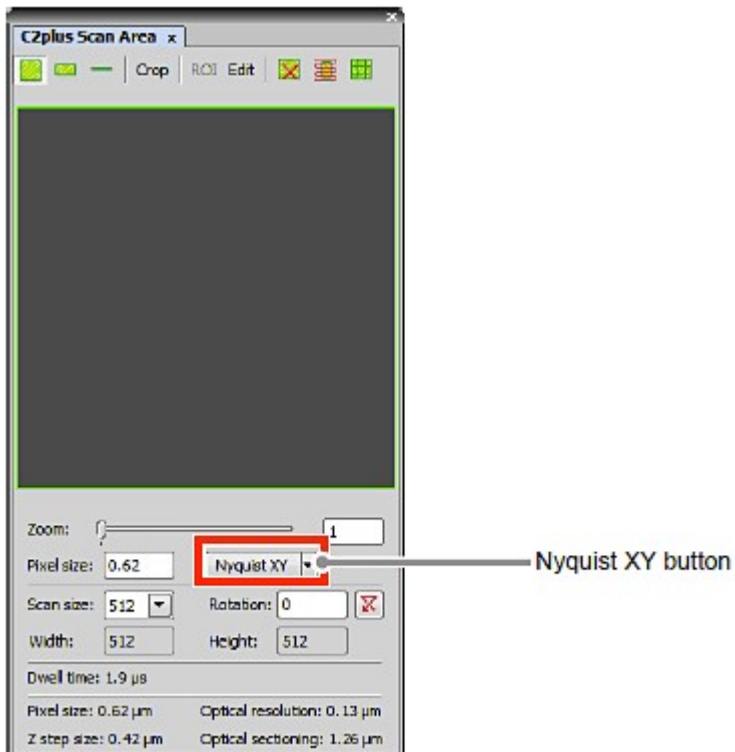 x
C2plus Scan Area x
Crop ROI Edit
Zoom: 1
Pixel size: 0.62 Nyquist XY
Nyquist XY button
Scan size: 512 Rotation: 0
Width: 512 Height: 512
Dwell time: 1.9 µs
Pixel size: 0.62 µm Optical resolution: 0.13 µm
Z step size: 0.42 µm Optical sectioning: 1.26 µm